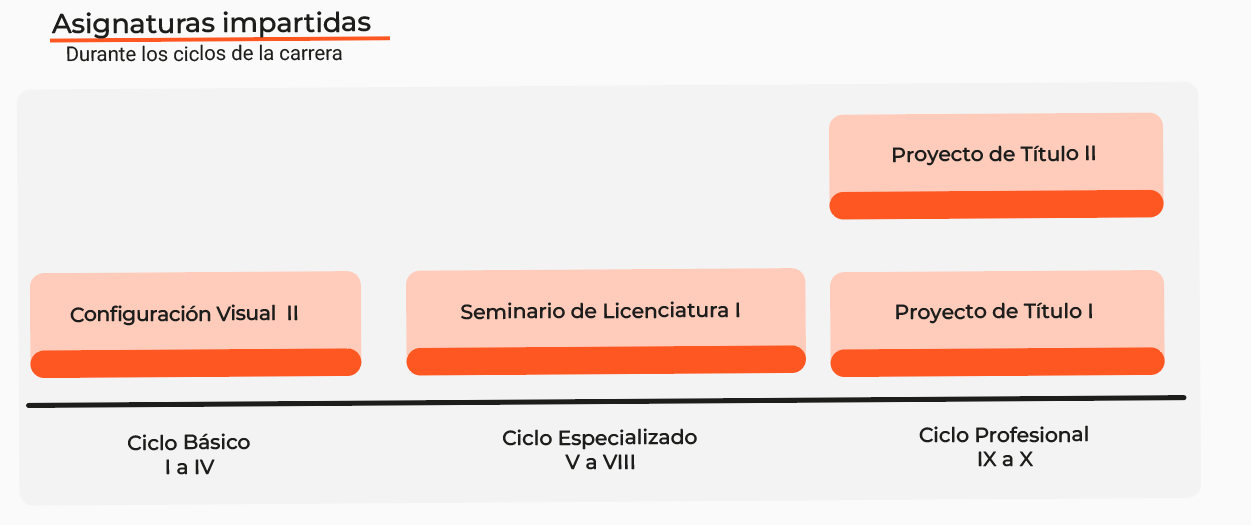 Asignaturas impartidas
Durante los ciclos de la carrera
Proyecto de Título II
Configuración Visual II
Seminario de Licenciatura I
Proyecto de Título I
Ciclo Básico
I a IV
Ciclo Especializado
V a VIII
Ciclo Profesional
IX a X